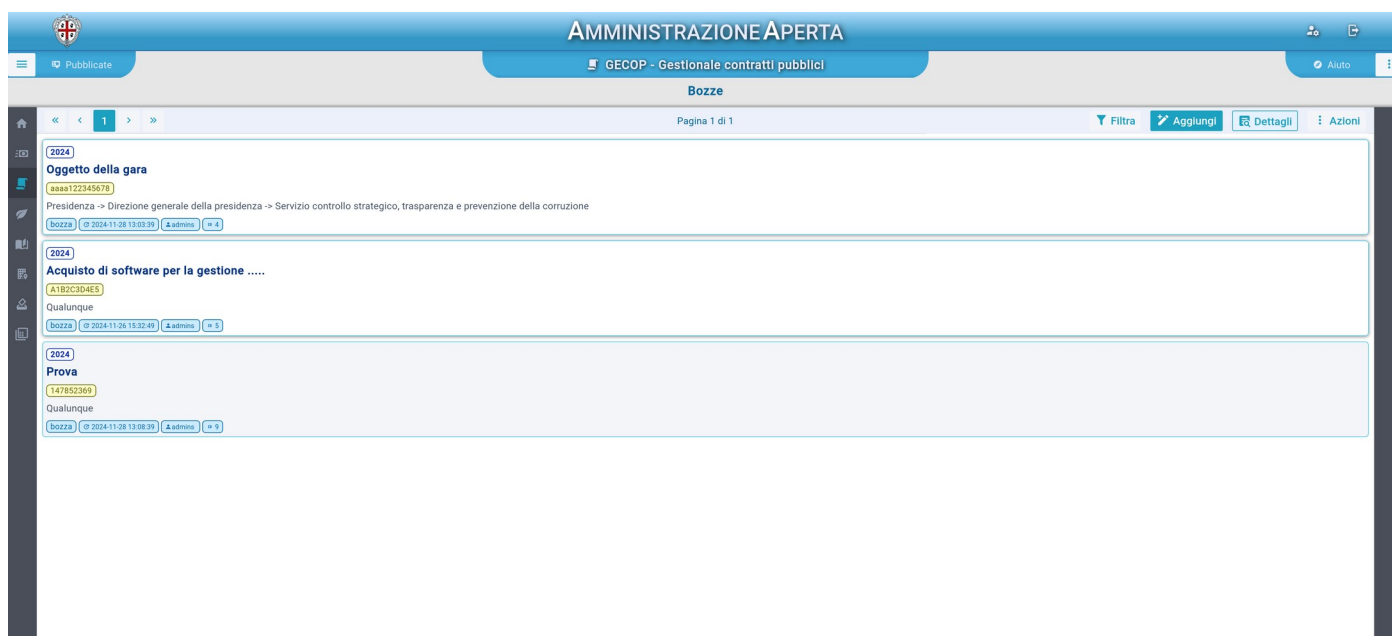 AMMINISTRAZIONE APERTA
Pubblicate
GECOP - Gestionale contratti pubblici
Aiuto
Bozze
« ‹ 1 › »
Pagina 1 di 1
Filtra
Aggiungi
Dettagli
Azioni
2024
Oggetto della gara
aaaa122345678
Presidenza -> Direzione generale della presidenza -> Servizio controllo strategico, trasparenza e prevenzione della corruzione
bozza 2024-11-28 13:03:39 admins 4
2024
Acquisto di software per la gestione .....
A1B2C3D4E5
Qualunque
bozza 2024-11-26 15:32:49 admins 5
2024
Prova
147852369
Qualunque
bozza 2024-11-28 13:08:39 admins 9